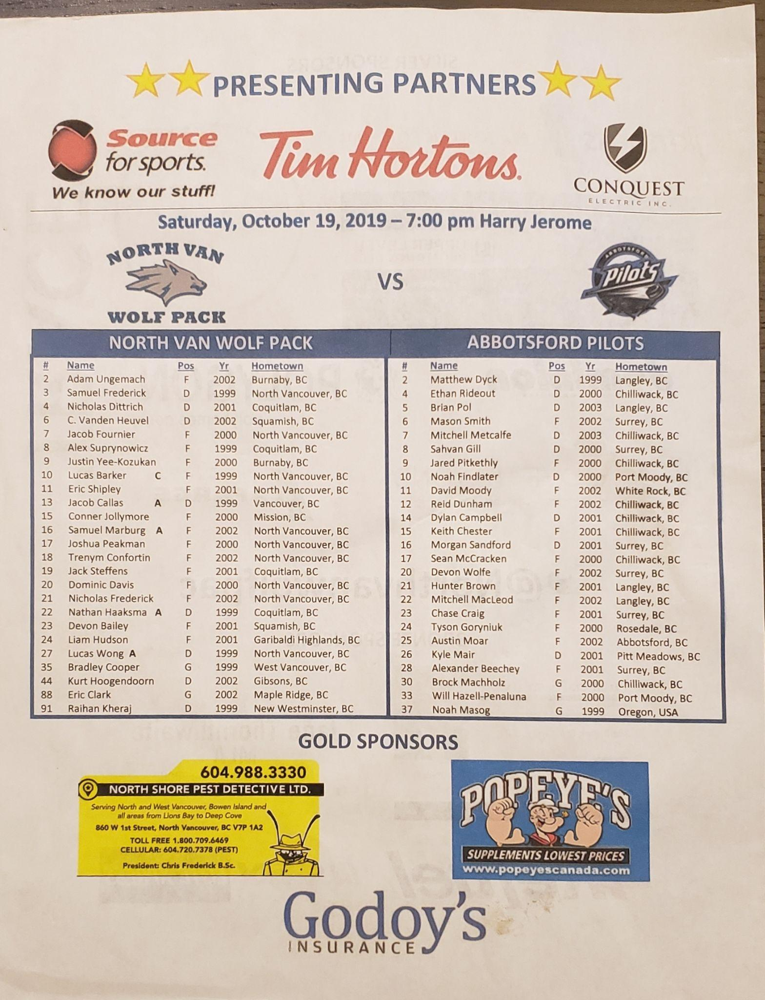 PRESENTING PARTNERS
Source for sports.
We know our stuff!
Tim Hortons.
CONQUEST
ELECTRIC INC.
Saturday, October 19, 2019 – 7:00 pm Harry Jerome
NORTH VAN
WOLF PACK
VS
ABBOTSFORD
Pilots
NORTH VAN WOLF PACK
# Name Pos Yr Hometown
2 Adam Ungemach F 2002 Burnaby, BC
3 Samuel Frederick D 1999 North Vancouver, BC
4 Nicholas Dittrich D 2001 Coquitlam, BC
6 C. Vanden Heuvel D 2002 Squamish, BC
7 Jacob Fournier F 2000 North Vancouver, BC
8 Alex Suprynowicz F 1999 Coquitlam, BC
9 Justin Yee-Kozukan F 2000 Burnaby, BC
10 Lucas Barker C F 1999 North Vancouver, BC
11 Eric Shipley F 2001 North Vancouver, BC
13 Jacob Callas A D 1999 Vancouver, BC
15 Conner Jollymore F 2000 Mission, BC
16 Samuel Marburg A F 2002 North Vancouver, BC
17 Joshua Peakman F 2000 North Vancouver, BC
18 Trenym Confortin F 2002 North Vancouver, BC
19 Jack Steffens F 2001 Coquitlam, BC
20 Dominic Davis F 2000 North Vancouver, BC
21 Nicholas Frederick F 2002 North Vancouver, BC
22 Nathan Haaksma A D 1999 Coquitlam, BC
23 Devon Bailey F 2001 Squamish, BC
24 Liam Hudson F 2001 Garibaldi Highlands, BC
27 Lucas Wong A D 1999 North Vancouver, BC
35 Bradley Cooper G 1999 West Vancouver, BC
44 Kurt Hoogendoorn D 2002 Gibsons, BC
88 Eric Clark G 2002 Maple Ridge, BC
91 Raihan Kheraj D 1999 New Westminster, BC
ABBOTSFORD PILOTS
# Name Pos Yr Hometown
2 Matthew Dyck D 1999 Langley, BC
4 Ethan Rideout D 2000 Chilliwack, BC
5 Brian Pol D 2003 Langley, BC
6 Mason Smith F 2002 Surrey, BC
7 Mitchell Metcalfe D 2003 Chilliwack, BC
8 Sahvan Gill D 2000 Surrey, BC
9 Jared Pitkethly F 2000 Chilliwack, BC
10 Noah Findlater D 2000 Port Moody, BC
11 David Moody F 2002 White Rock, BC
12 Reid Dunham F 2002 Chilliwack, BC
14 Dylan Campbell D 2001 Chilliwack, BC
15 Keith Chester F 2001 Chilliwack, BC
16 Morgan Sandford D 2001 Surrey, BC
17 Sean McCracken F 2000 Chilliwack, BC
20 Devon Wolfe F 2002 Surrey, BC
21 Hunter Brown F 2001 Langley, BC
22 Mitchell MacLeod F 2002 Langley, BC
23 Chase Craig F 2001 Surrey, BC
24 Tyson Goryniuk F 2000 Rosedale, BC
25 Austin Moar F 2002 Abbotsford, BC
26 Kyle Mair D 2001 Pitt Meadows, BC
28 Alexander Beechey F 2001 Surrey, BC
30 Brock Machholz G 2000 Chilliwack, BC
33 Will Hazell-Penaluna F 2000 Port Moody, BC
37 Noah Masog G 1999 Oregon, USA
GOLD SPONSORS
604.988.3330
NORTH SHORE PEST DETECTIVE LTD.
Serving North and West Vancouver, Bowen Island and
all areas from Lions Bay to Deep Cove
860 W 1st Street, North Vancouver, BC V7P 1A2
TOLL FREE 1.800.709.6469
CELLULAR: 604.720.7378 (PEST)
President: Chris Frederick B.Sc.
POPEYE'S
SUPPLEMENTS LOWEST PRICES
www.popeyescanada.com
Godoy's
INSURANCE